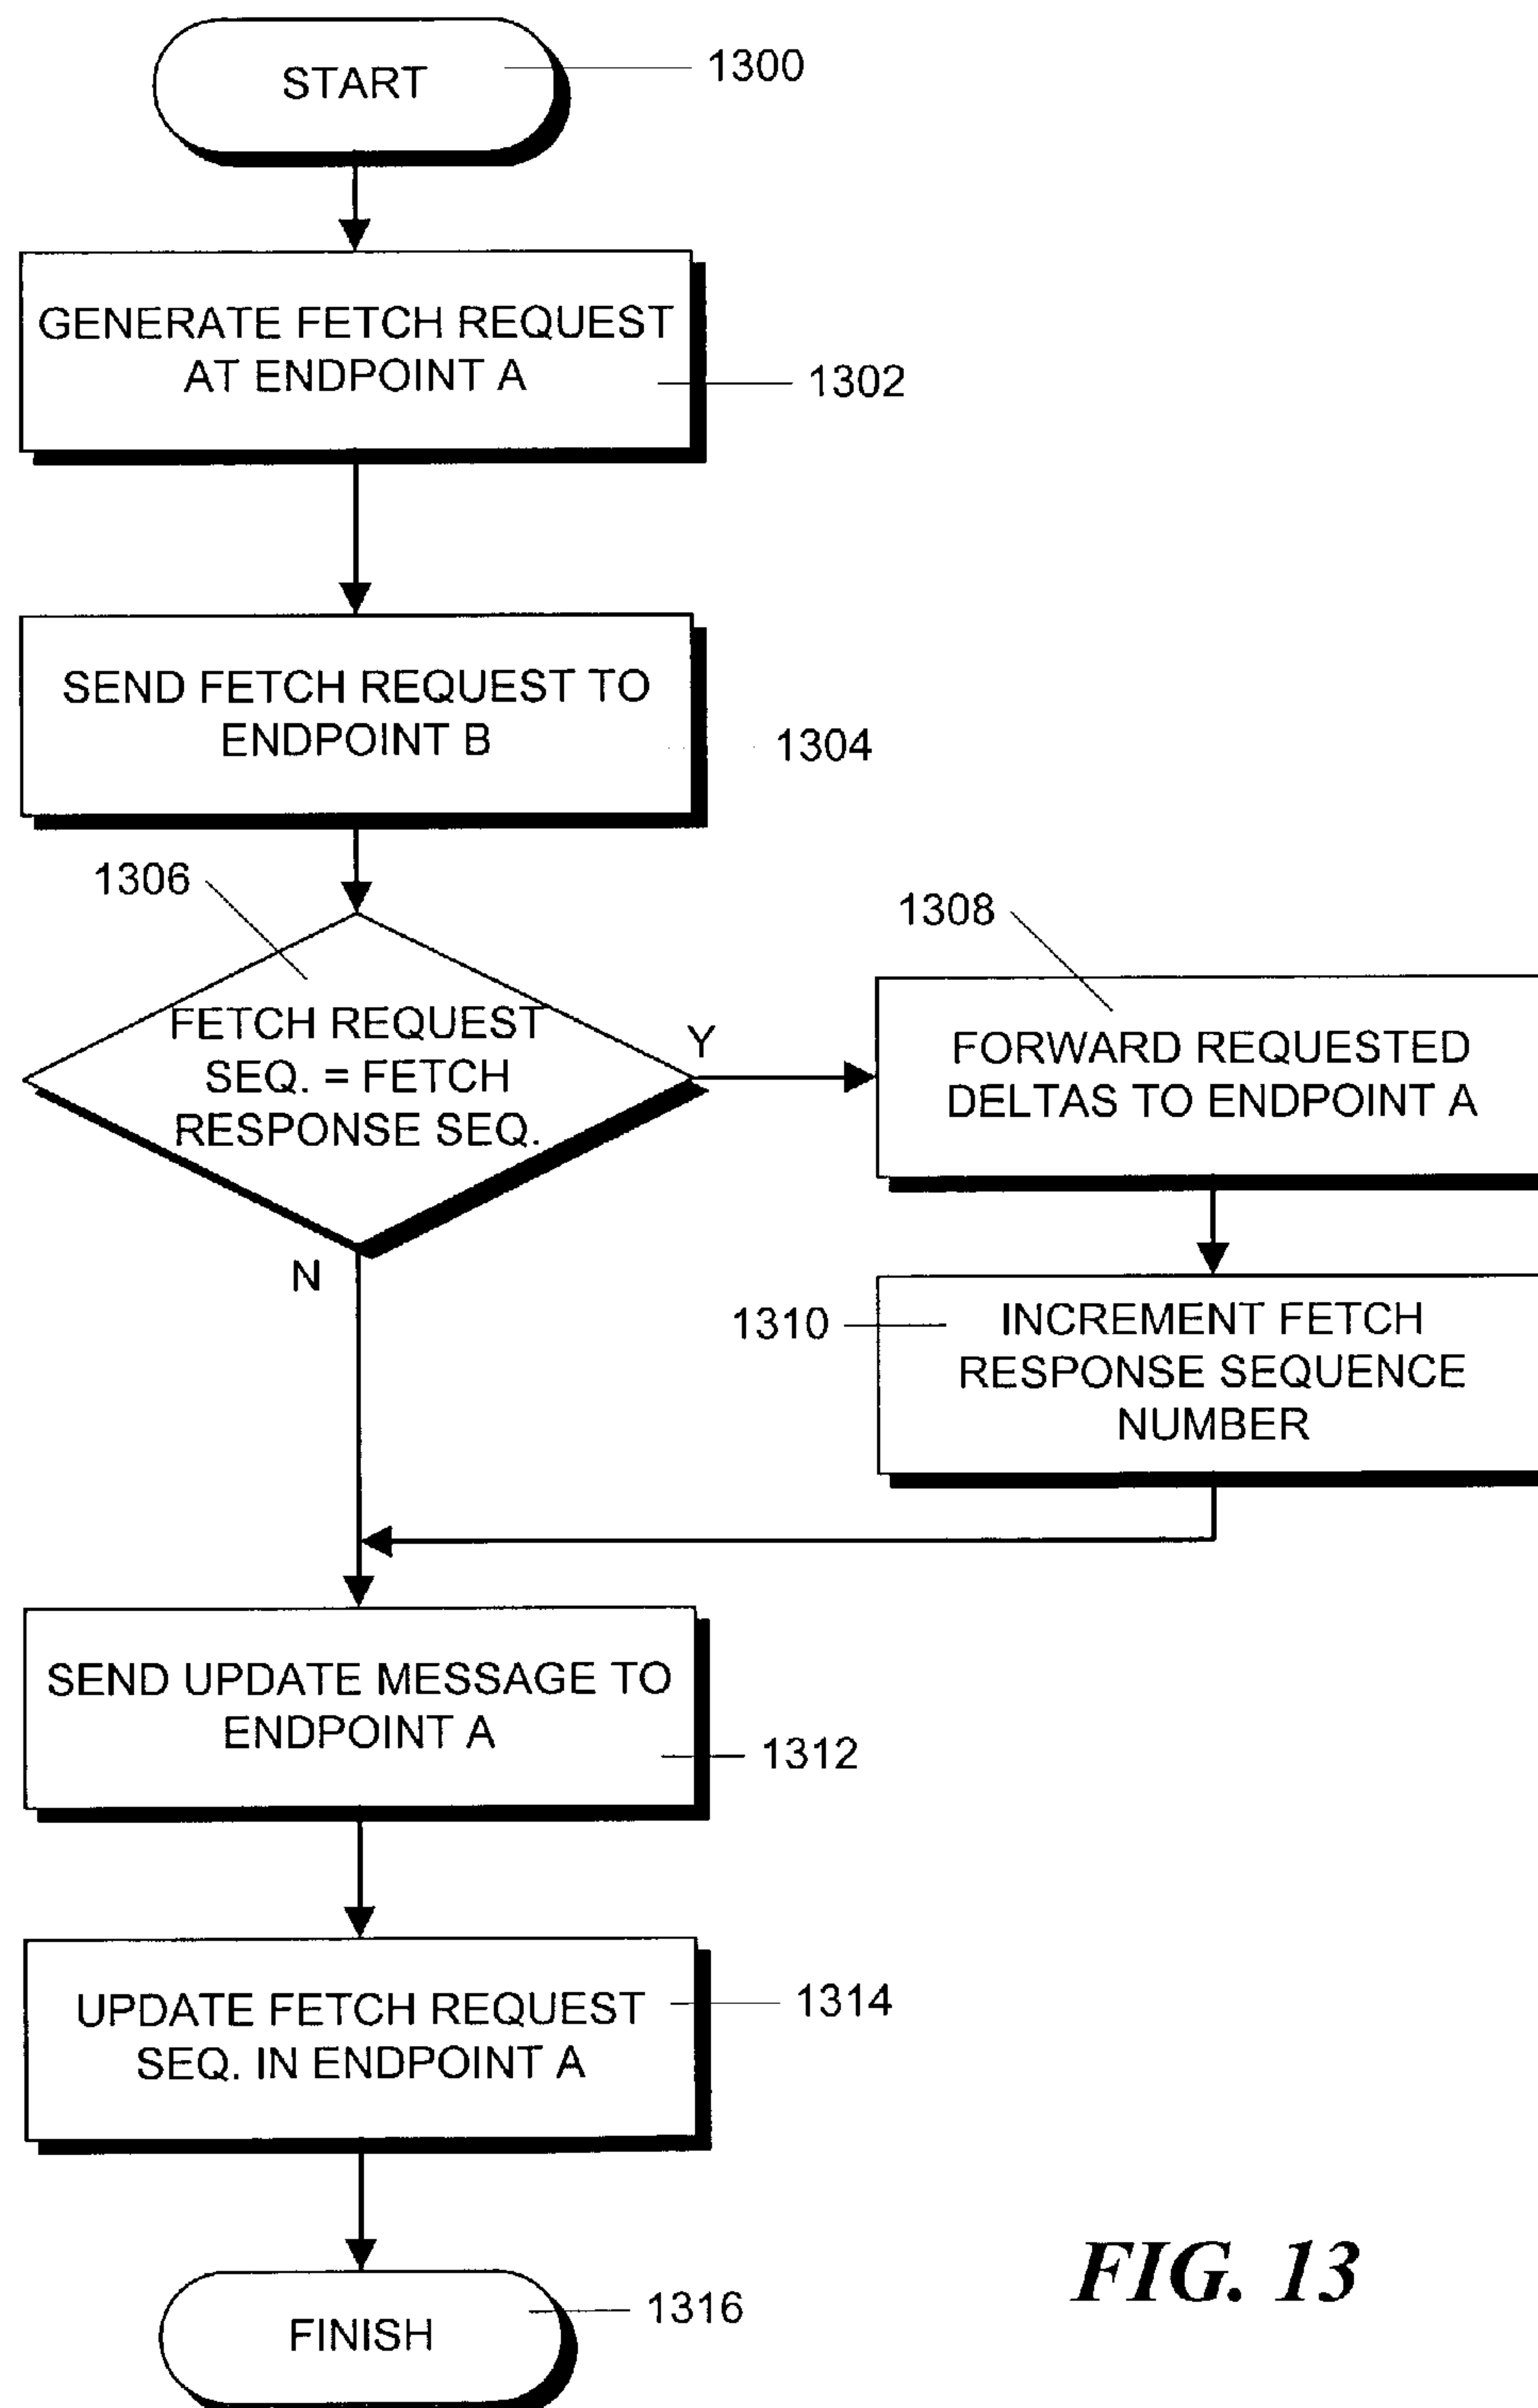 START
1300
GENERATE FETCH REQUEST
AT ENDPOINT A
1302
SEND FETCH REQUEST TO
ENDPOINT B
1304
1306
FETCH REQUEST
SEQ. = FETCH
RESPONSE SEQ.
Y
N
1308
FORWARD REQUESTED
DELTAS TO ENDPOINT A
1310
INCREMENT FETCH
RESPONSE SEQUENCE
NUMBER
SEND UPDATE MESSAGE TO
ENDPOINT A
1312
UPDATE FETCH REQUEST
SEQ. IN ENDPOINT A
1314
FINISH
1316
FIG. 13